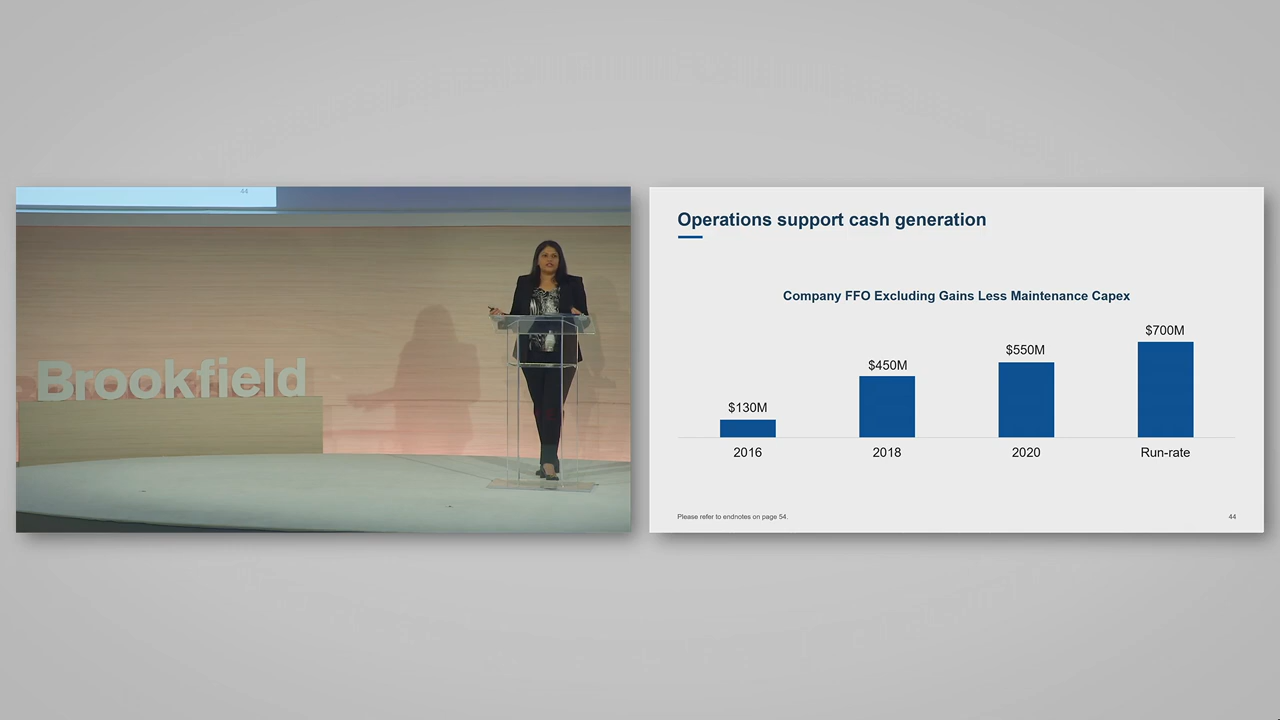 44
Brookfield
Operations support cash generation
Company FFO Excluding Gains Less Maintenance Capex
$130M
$450M
$550M
$700M
2016
2018
2020
Run-rate
Please refer to endnotes on page 54.
44